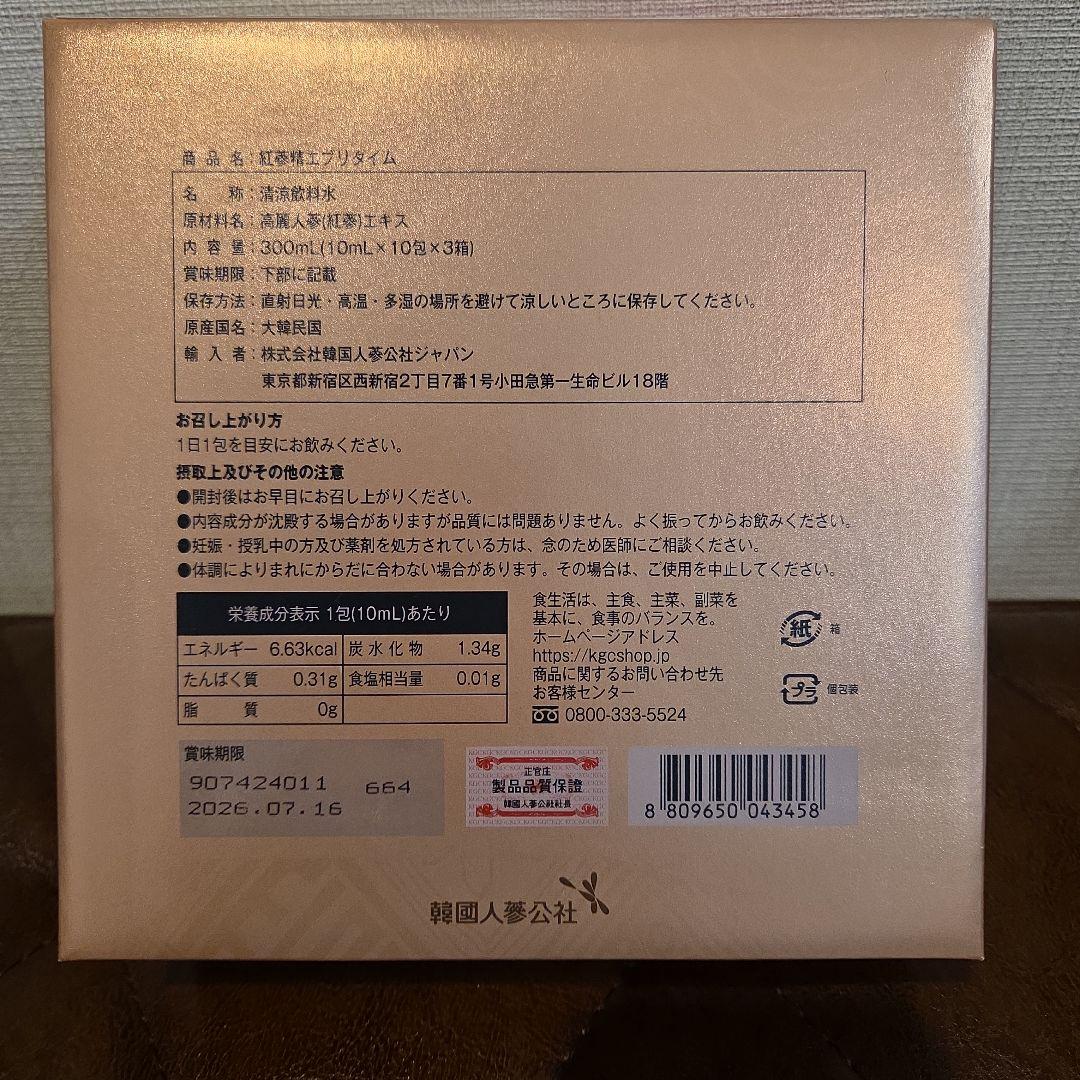 商品名：紅蔘精エブリタイム
名称：清涼飲料水
原材料名：高麗人蔘(紅蔘)エキス
内容量：300mL(10mL×10包×3箱)
賞味期限：下部に記載
保存方法：直射日光・高温・多湿の場所を避けて涼しいところに保存してください。
原産国名：大韓民国
輸入者：株式会社韓国人蔘公社ジャパン
東京都新宿区西新宿2丁目7番1号小田急第一生命ビル18階
お召し上がり方
1日1包を目安にお飲みください。
摂取上及びその他の注意
●開封後はお早目にお召し上がりください。
●内容成分が沈殿する場合がありますが品質には問題ありません。よく振ってからお飲みください。
●妊娠・授乳中の方及び薬剤を処方されている方は、念のため医師にご相談ください。
●体調によりまれにからだに合わない場合があります。その場合は、ご使用を中止してください。
栄養成分表示 1包(10mL)あたり
エネルギー 6.63kcal 炭水化物 1.34g
たんぱく質 0.31g 食塩相当量 0.01g
脂質 0g
食生活は、主食、主菜、副菜を
基本に、食事のバランスを。
ホームページアドレス
https://kgcshop.jp
商品に関するお問い合わせ先
お客様センター
0800-333-5524
紙 箱
プラ 個包装
賞味期限
907424011 664
2026.07.16
正官庄
製品品質保證
韓國人蔘公社社長
8 809650 043458
韓國人蔘公社